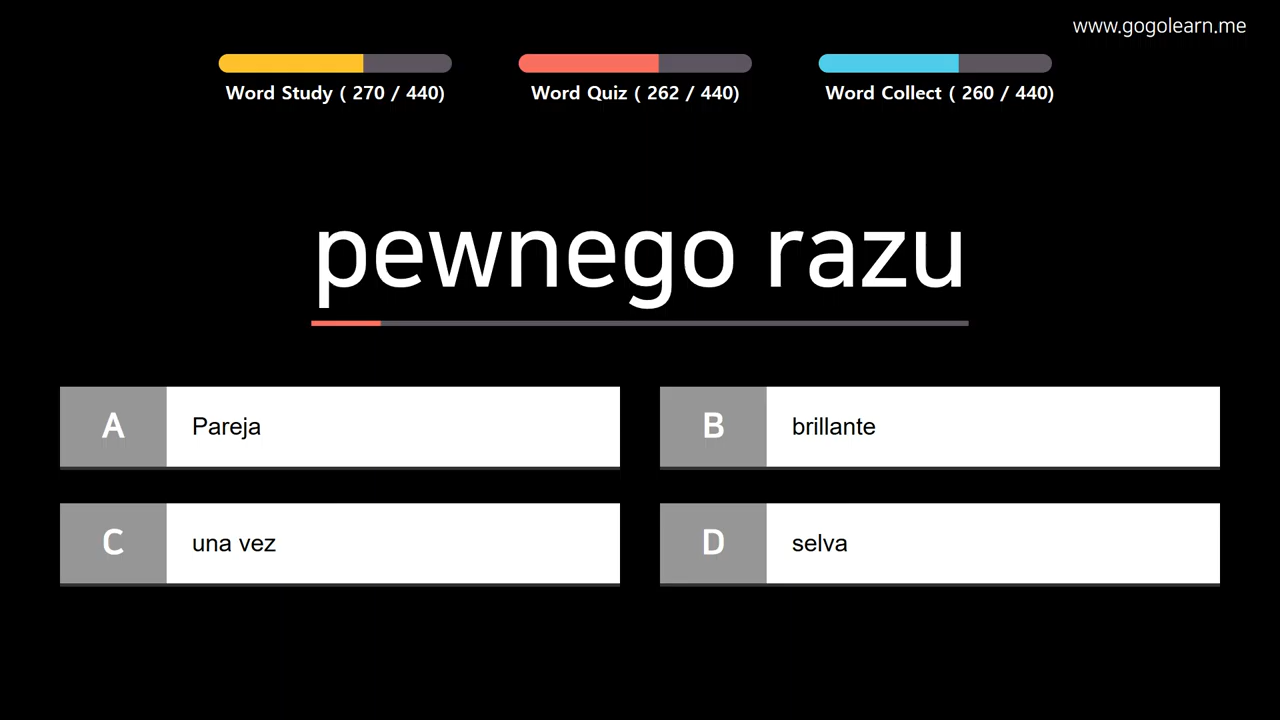 www.gogolearn.me
Word Study ( 270 / 440)
Word Quiz ( 262 / 440)
Word Collect ( 260 / 440)
pewnego razu
A Pareja
B brillante
C una vez
D selva